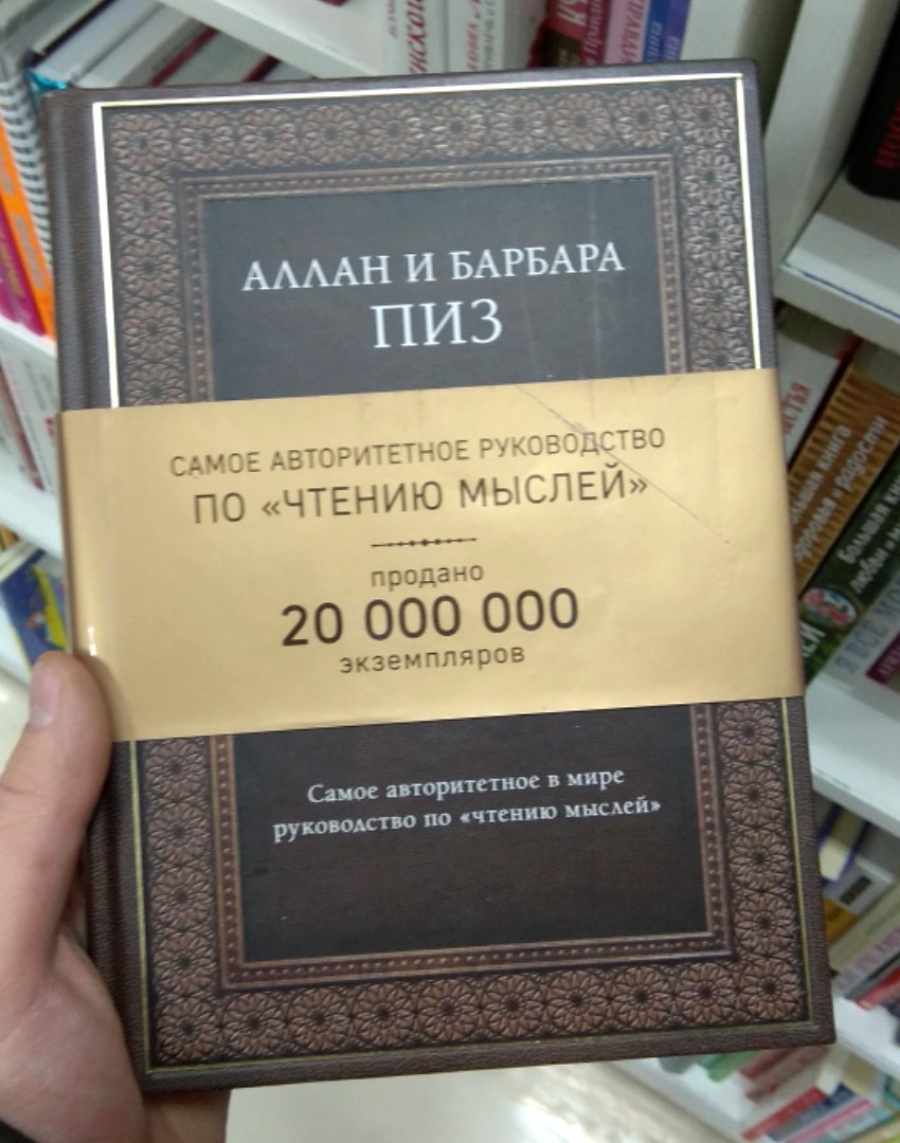 АЛЛАН И БАРБАРА
ПИЗ
САМОЕ АВТОРИТЕТНОЕ РУКОВОДСТВО
ПО «ЧТЕНИЮ МЫСЛЕЙ»
продано
20 000 000
экземпляров
Самое авторитетное в мире
руководство по «чтению мыслей»